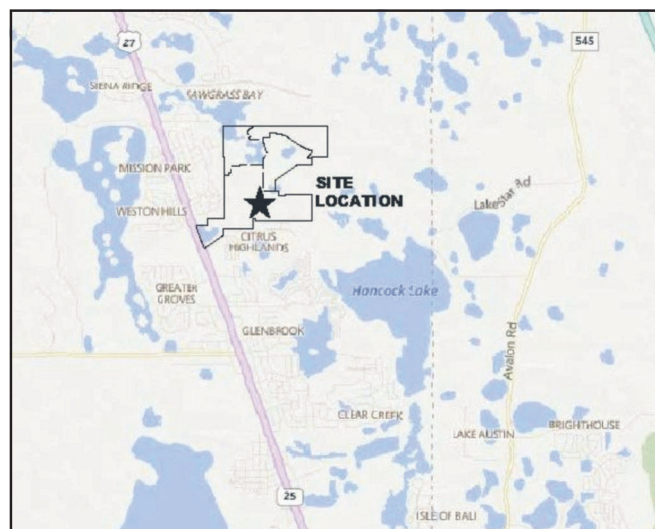 27
545
SIENA RIDGE
SAWGRASS BAY
MISSION PARK
SITE
LOCATION
WESTON HILLS
Lake Star Rd
CITRUS
HIGHLANDS
GREATER
GROVES
Hancock Lake
GLENBROOK
Avalon Rd
CLEAR CREEK
LAKE AUSTIN
BRIGHTHOUSE
25
ISLE OF BALI